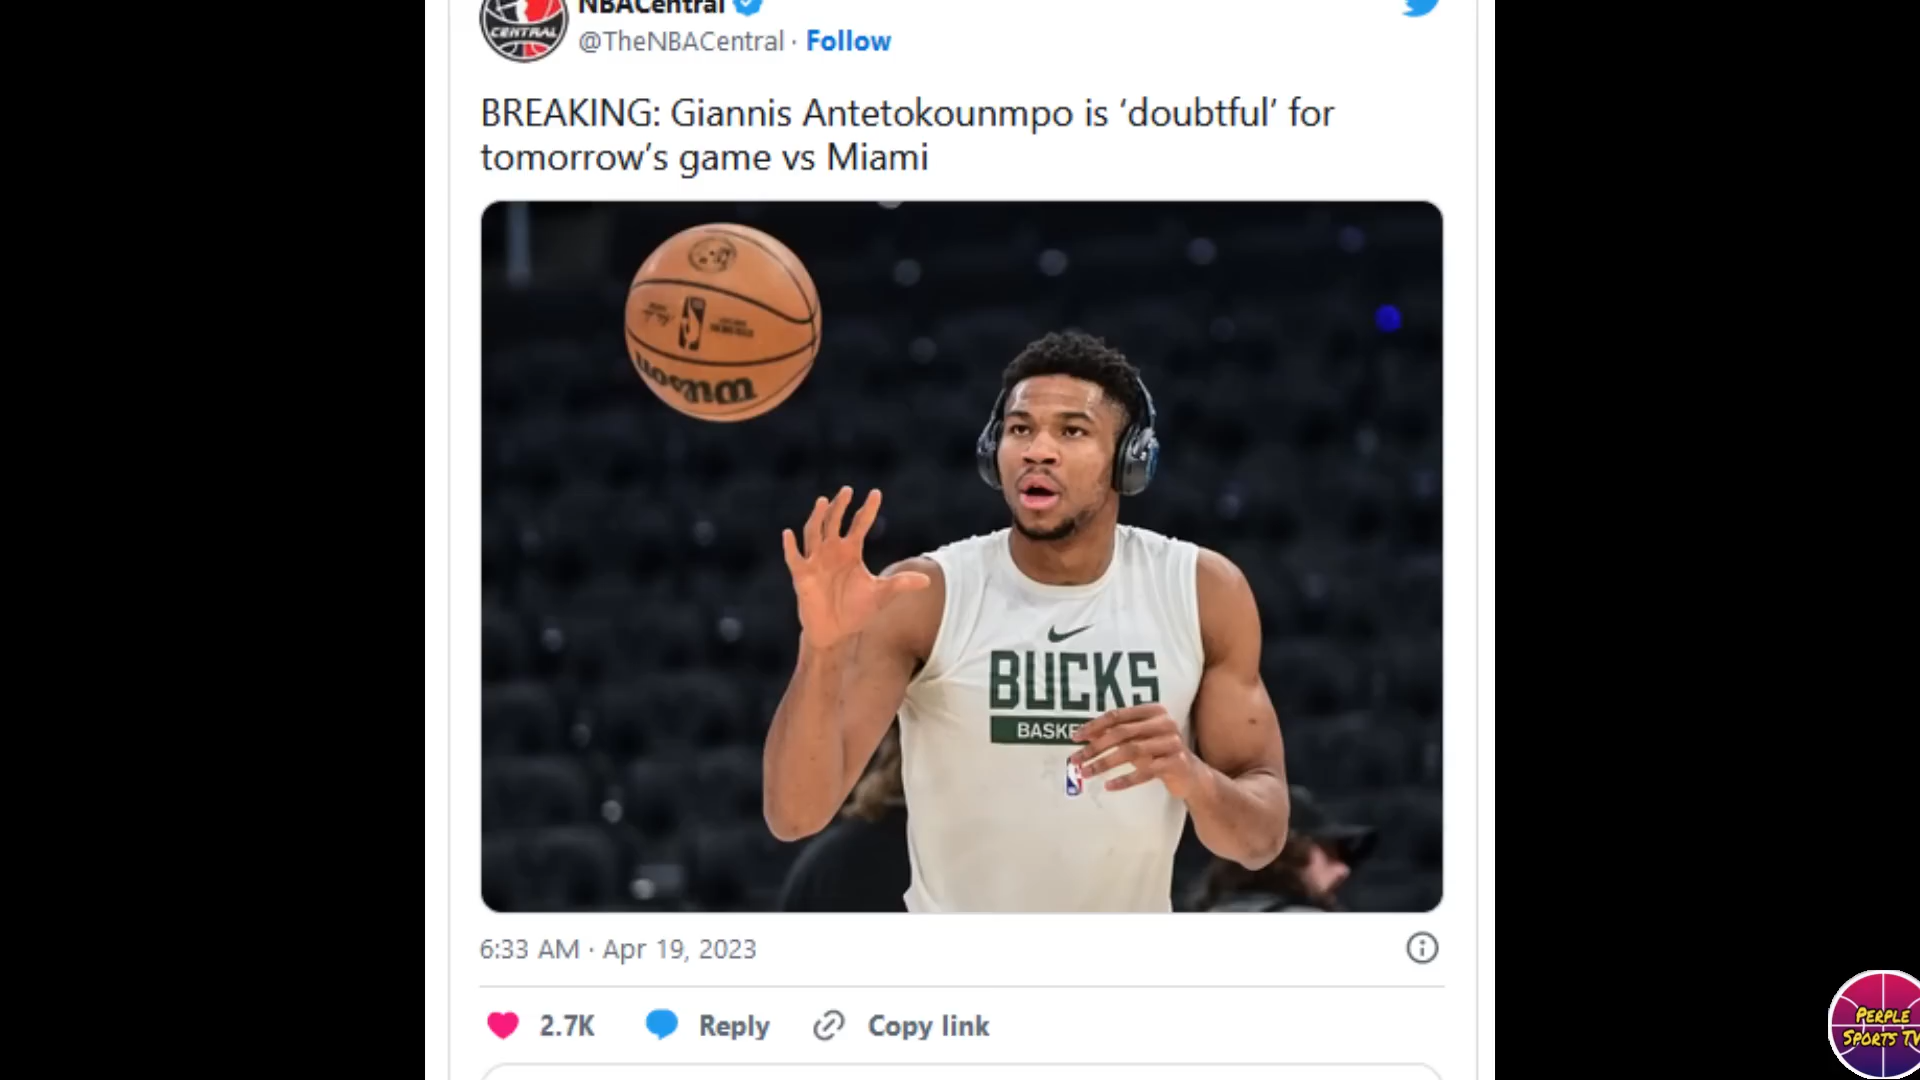 NBACentral
CENTRAL
@TheNBACentral · Follow
BREAKING: Giannis Antetokounmpo is ‘doubtful’ for
tomorrow’s game vs Miami
Wilson
BUCKS
BASKE
6:33 AM · Apr 19, 2023
2.7K Reply Copy link
PERPLE
SPORTS TV